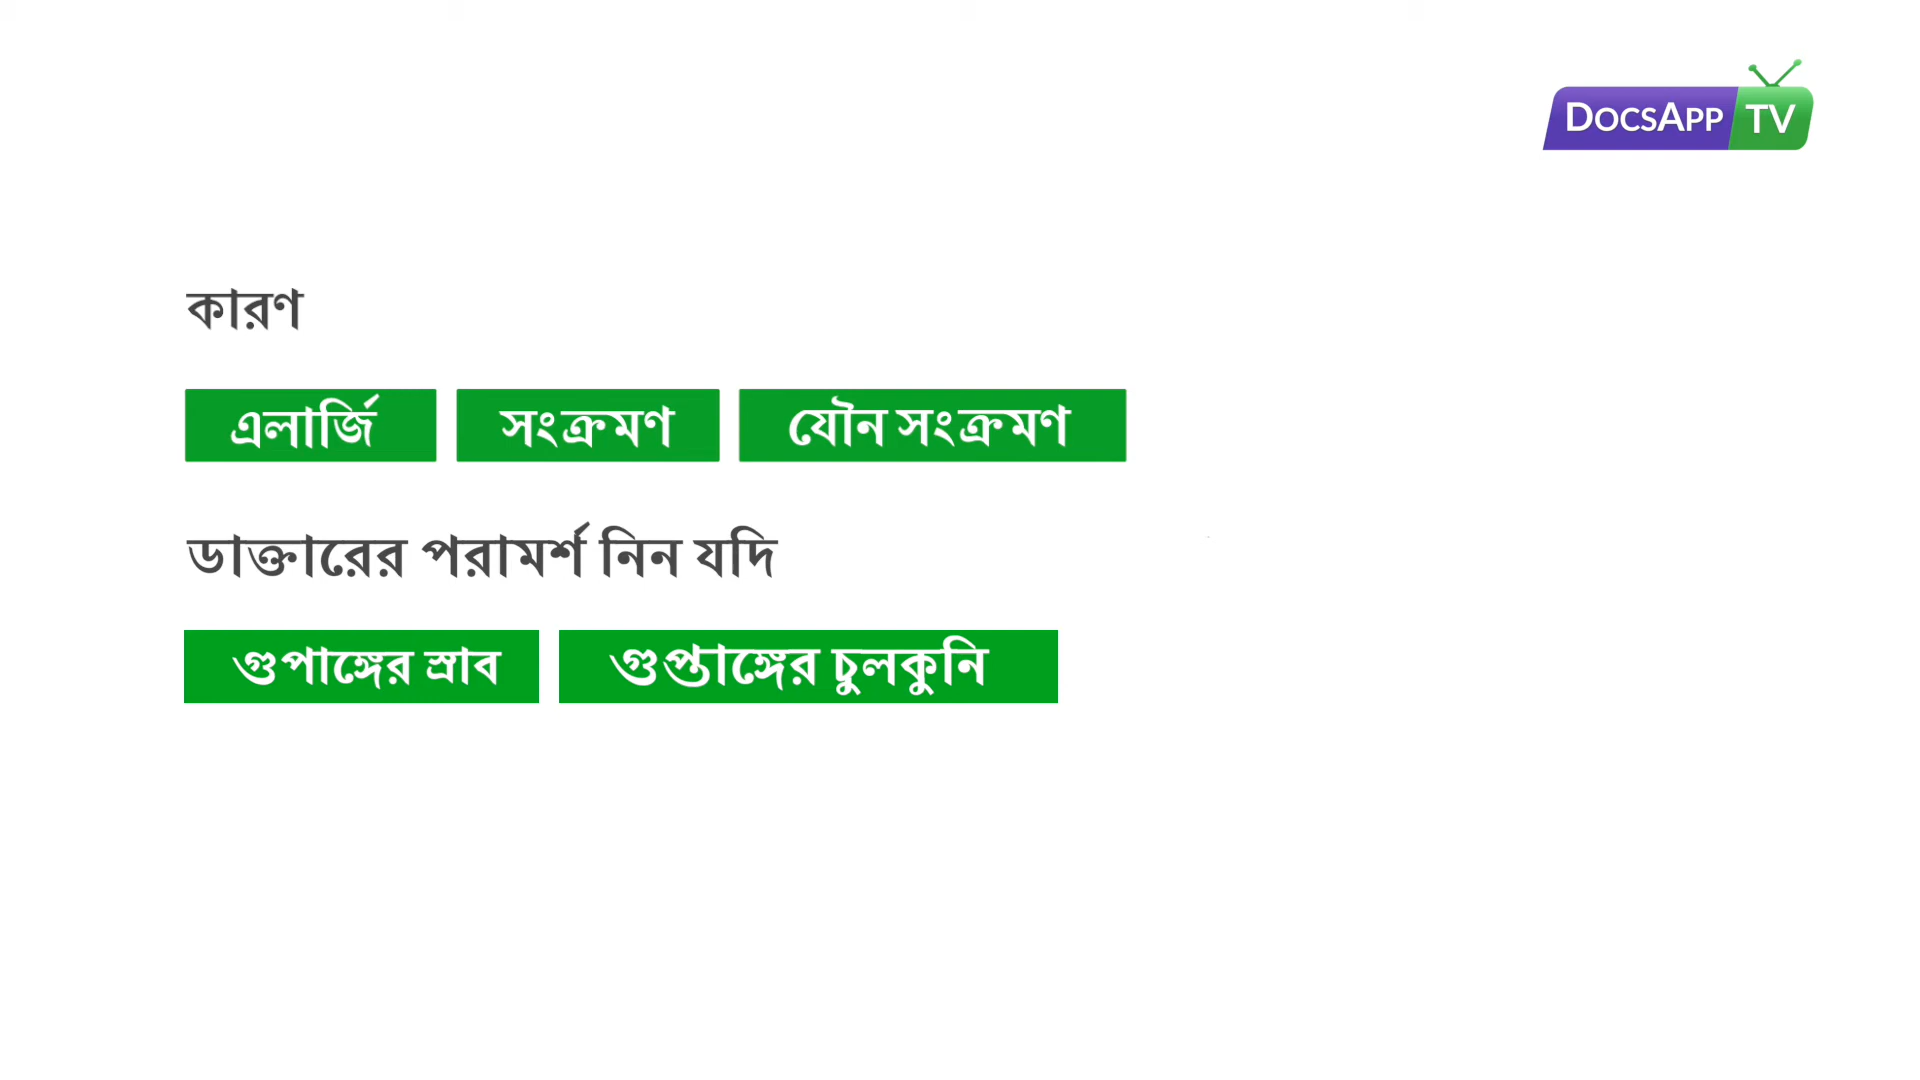 DOCSAPP TV
কারণ
এলার্জি সংক্রমণ যৌন সংক্রমণ
ডাক্তারের পরামর্শ নিন যদি
গুপাঙ্গের স্রাব গুপ্তাঙ্গের চুলকুনি